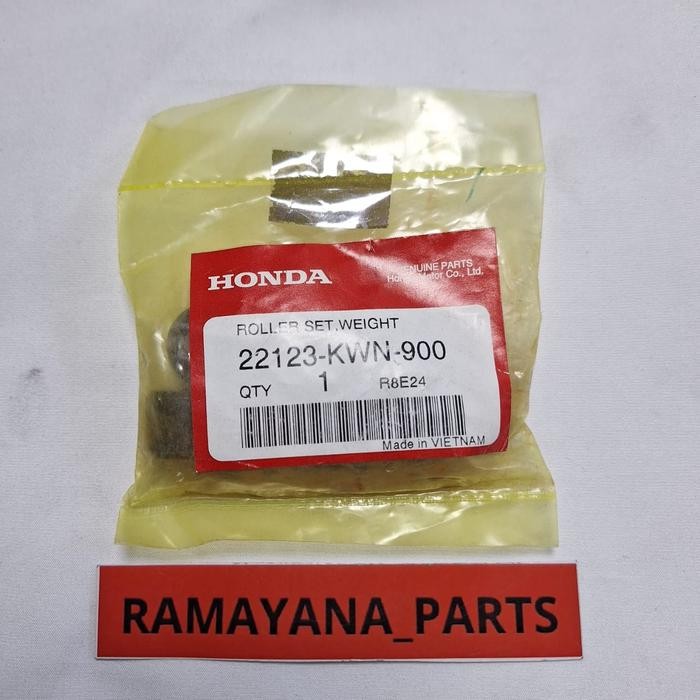 HONDA
GENUINE PARTS
Honda Motor Co., Ltd.
ROLLER SET,WEIGHT
22123-KWN-900
QTY 1 R8E24
Made in VIETNAM
RAMAYANA_PARTS